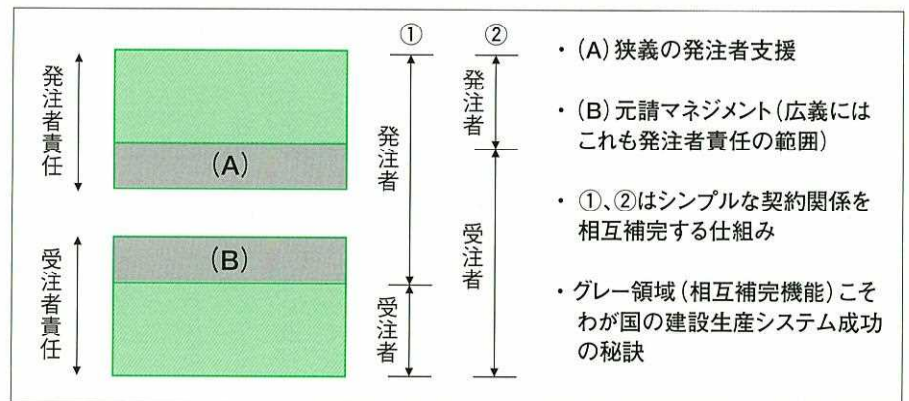 発注者責任
(A)
受注者責任
(B)
①
発注者
受注者
②
発注者
受注者
・(A)狭義の発注者支援
・(B)元請マネジメント(広義には
これも発注者責任の範囲)
・ ①、②はシンプルな契約関係を
相互補完する仕組み
・グレー領域(相互補完機能)こそ
わが国の建設生産システム成功
の秘訣